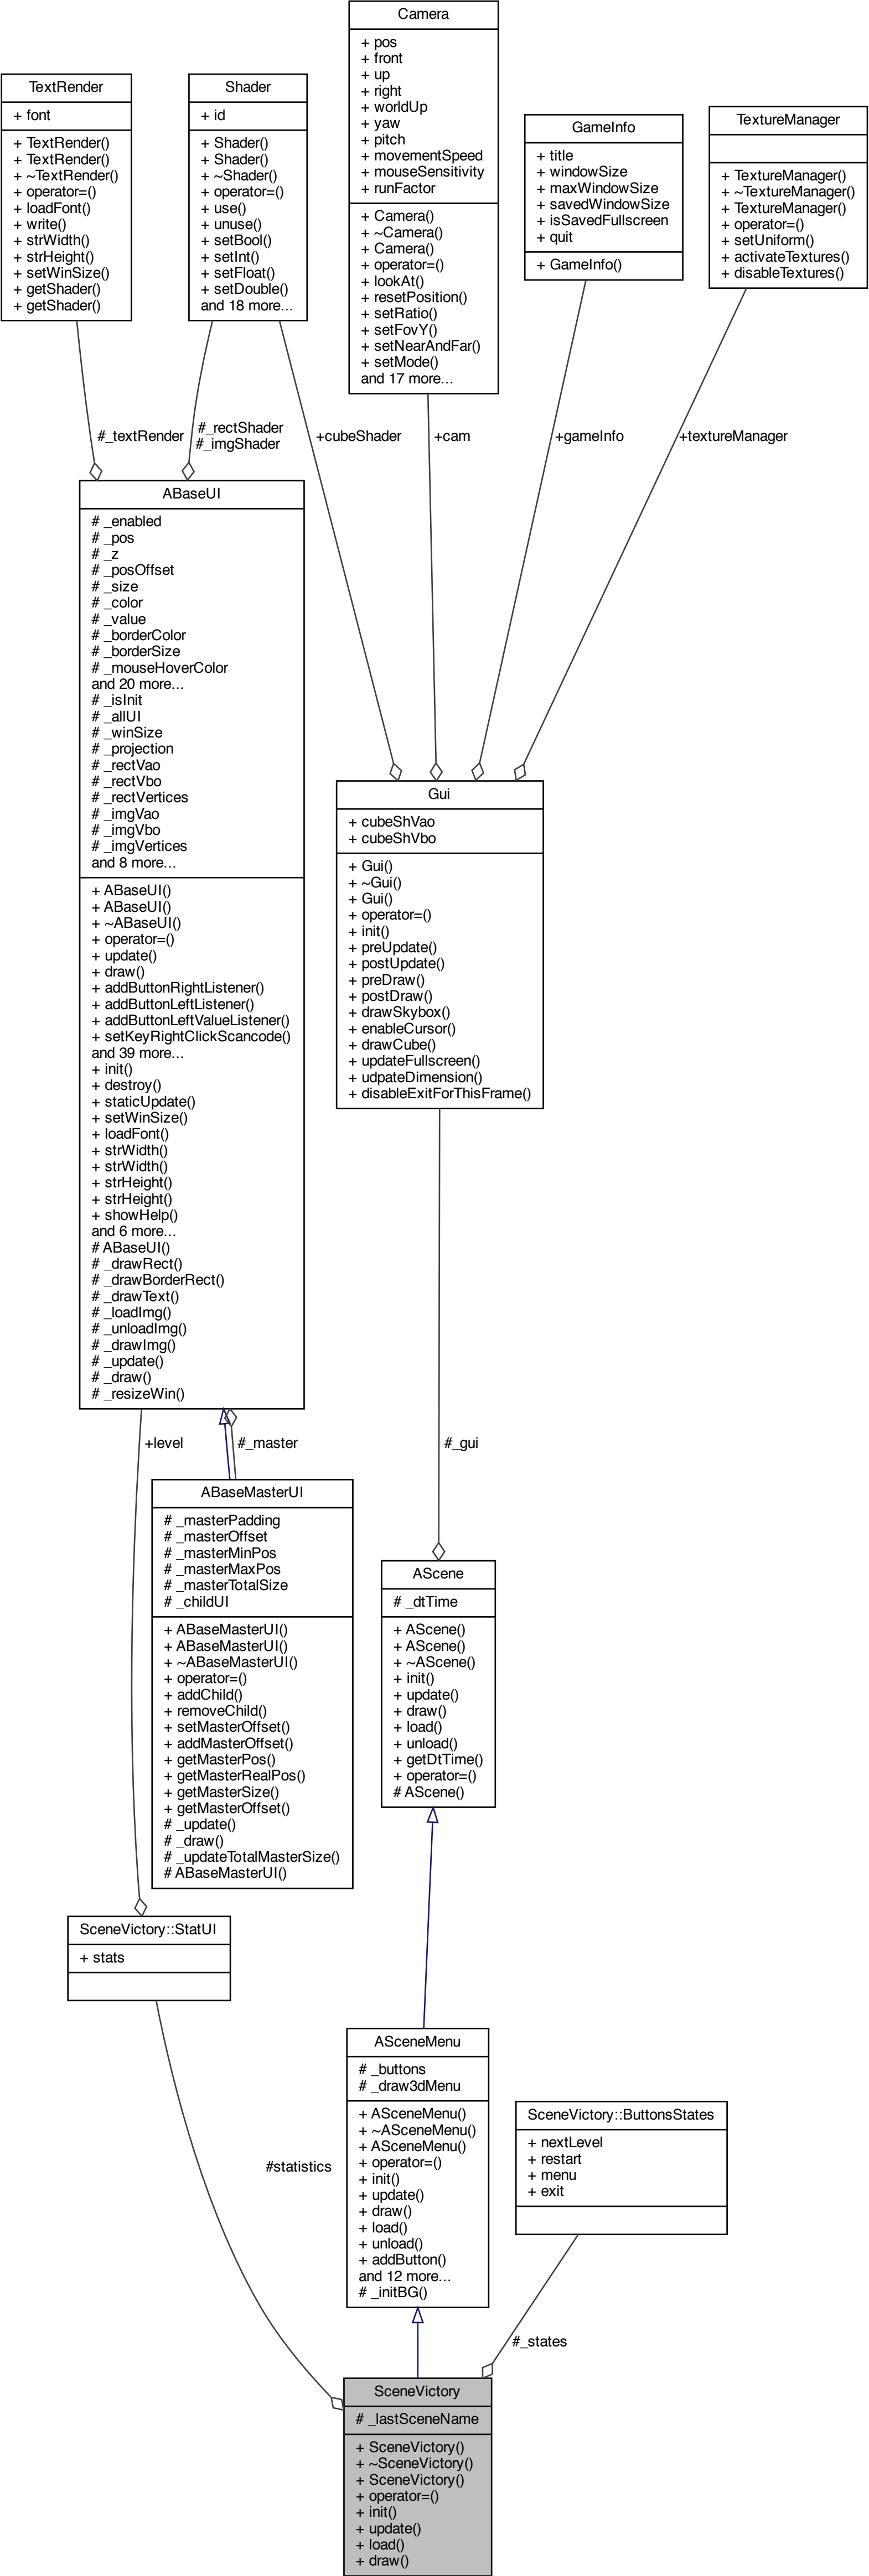 Camera
+ pos
+ front
+ up
+ right
+ worldUp
+ yaw
+ pitch
+ movementSpeed
+ mouseSensitivity
+ runFactor
+ Camera()
+ ~Camera()
+ Camera()
+ operator=()
+ lookAt()
+ resetPosition()
+ setRatio()
+ setFovY()
+ setNearAndFar()
+ setMode()
and 17 more...
TextRender
+ font
+ TextRender()
+ TextRender()
+ ~TextRender()
+ operator=()
+ loadFont()
+ write()
+ strWidth()
+ strHeight()
+ setWinSize()
+ getShader()
+ getShader()
Shader
+ id
+ Shader()
+ Shader()
+ ~Shader()
+ operator=()
+ use()
+ unuse()
+ setBool()
+ setInt()
+ setFloat()
+ setDouble()
and 18 more...
GameInfo
+ title
+ windowSize
+ maxWindowSize
+ savedWindowSize
+ isSavedFullscreen
+ quit
+ GameInfo()
TextureManager
+ TextureManager()
+ ~TextureManager()
+ TextureManager()
+ operator=()
+ setUniform()
+ activateTextures()
+ disableTextures()
#_textRender
#_rectShader
#_imgShader
+cubeShader
+cam
+gameInfo
+textureManager
ABaseUI
# _enabled
# _pos
# _z
# _posOffset
# _size
# _color
# _value
# _borderColor
# _borderSize
# _mouseHoverColor
and 20 more...
# _isInit
# _allUI
# _winSize
# _projection
# _rectVao
# _rectVbo
# _rectVertices
# _imgVao
# _imgVbo
# _imgVertices
and 8 more...
+ ABaseUI()
+ ABaseUI()
+ ~ABaseUI()
+ operator=()
+ update()
+ draw()
+ addButtonRightListener()
+ addButtonLeftListener()
+ addButtonLeftValueListener()
+ setKeyRightClickScancode()
and 39 more...
+ init()
+ destroy()
+ staticUpdate()
+ setWinSize()
+ loadFont()
+ strWidth()
+ strWidth()
+ strHeight()
+ strHeight()
+ showHelp()
and 6 more...
# ABaseUI()
# _drawRect()
# _drawBorderRect()
# _drawText()
# _loadImg()
# _unloadImg()
# _drawImg()
# _update()
# _draw()
# _resizeWin()
Gui
+ cubeShVao
+ cubeShVbo
+ Gui()
+ ~Gui()
+ Gui()
+ operator=()
+ init()
+ preUpdate()
+ postUpdate()
+ preDraw()
+ postDraw()
+ drawSkybox()
+ enableCursor()
+ drawCube()
+ updateFullscreen()
+ udpateDimension()
+ disableExitForThisFrame()
+level
#_master
#_gui
ABaseMasterUI
# _masterPadding
# _masterOffset
# _masterMinPos
# _masterMaxPos
# _masterTotalSize
# _childUI
+ ABaseMasterUI()
+ ABaseMasterUI()
+ ~ABaseMasterUI()
+ operator=()
+ addChild()
+ removeChild()
+ setMasterOffset()
+ addMasterOffset()
+ getMasterPos()
+ getMasterRealPos()
+ getMasterSize()
+ getMasterOffset()
# _update()
# _draw()
# _updateTotalMasterSize()
# ABaseMasterUI()
AScene
# _dtTime
+ AScene()
+ AScene()
+ ~AScene()
+ init()
+ update()
+ draw()
+ load()
+ unload()
+ getDtTime()
+ operator=()
# AScene()
SceneVictory::StatUI
+ stats
ASceneMenu
# _buttons
# _draw3dMenu
+ ASceneMenu()
+ ~ASceneMenu()
+ ASceneMenu()
+ operator=()
+ init()
+ update()
+ draw()
+ load()
+ unload()
+ addButton()
and 12 more...
# _initBG()
SceneVictory::ButtonsStates
+ nextLevel
+ restart
+ menu
+ exit
#statistics
#_states
SceneVictory
# _lastSceneName
+ SceneVictory()
+ ~SceneVictory()
+ SceneVictory()
+ operator=()
+ init()
+ update()
+ load()
+ draw()